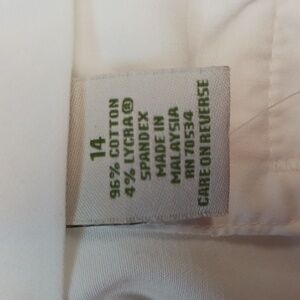 14
96% COTTON
4% LYCRA®
SPANDEX
MADE IN
MALAYSIA
RN 70534
CARE ON REVERSE